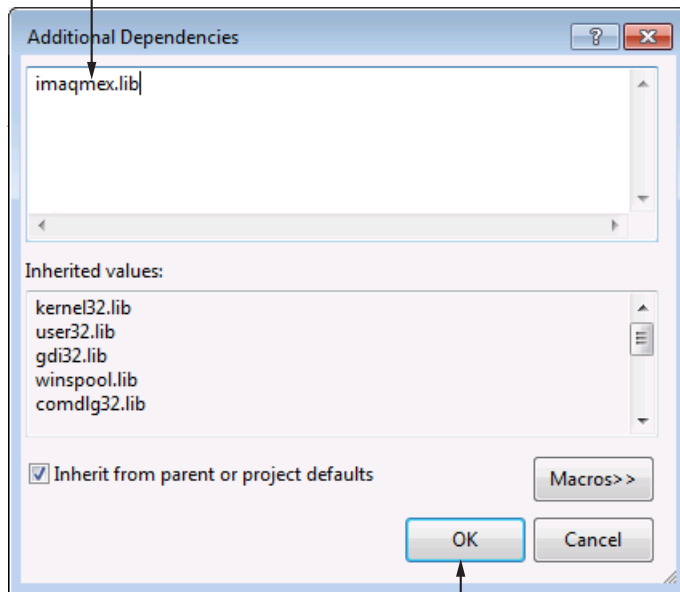 Additional Dependencies
imaqmex.lib
Inherited values:
kernel32.lib
user32.lib
gdi32.lib
winspool.lib
comdlg32.lib
Inherit from parent or project defaults
Macros>>
OK
Cancel